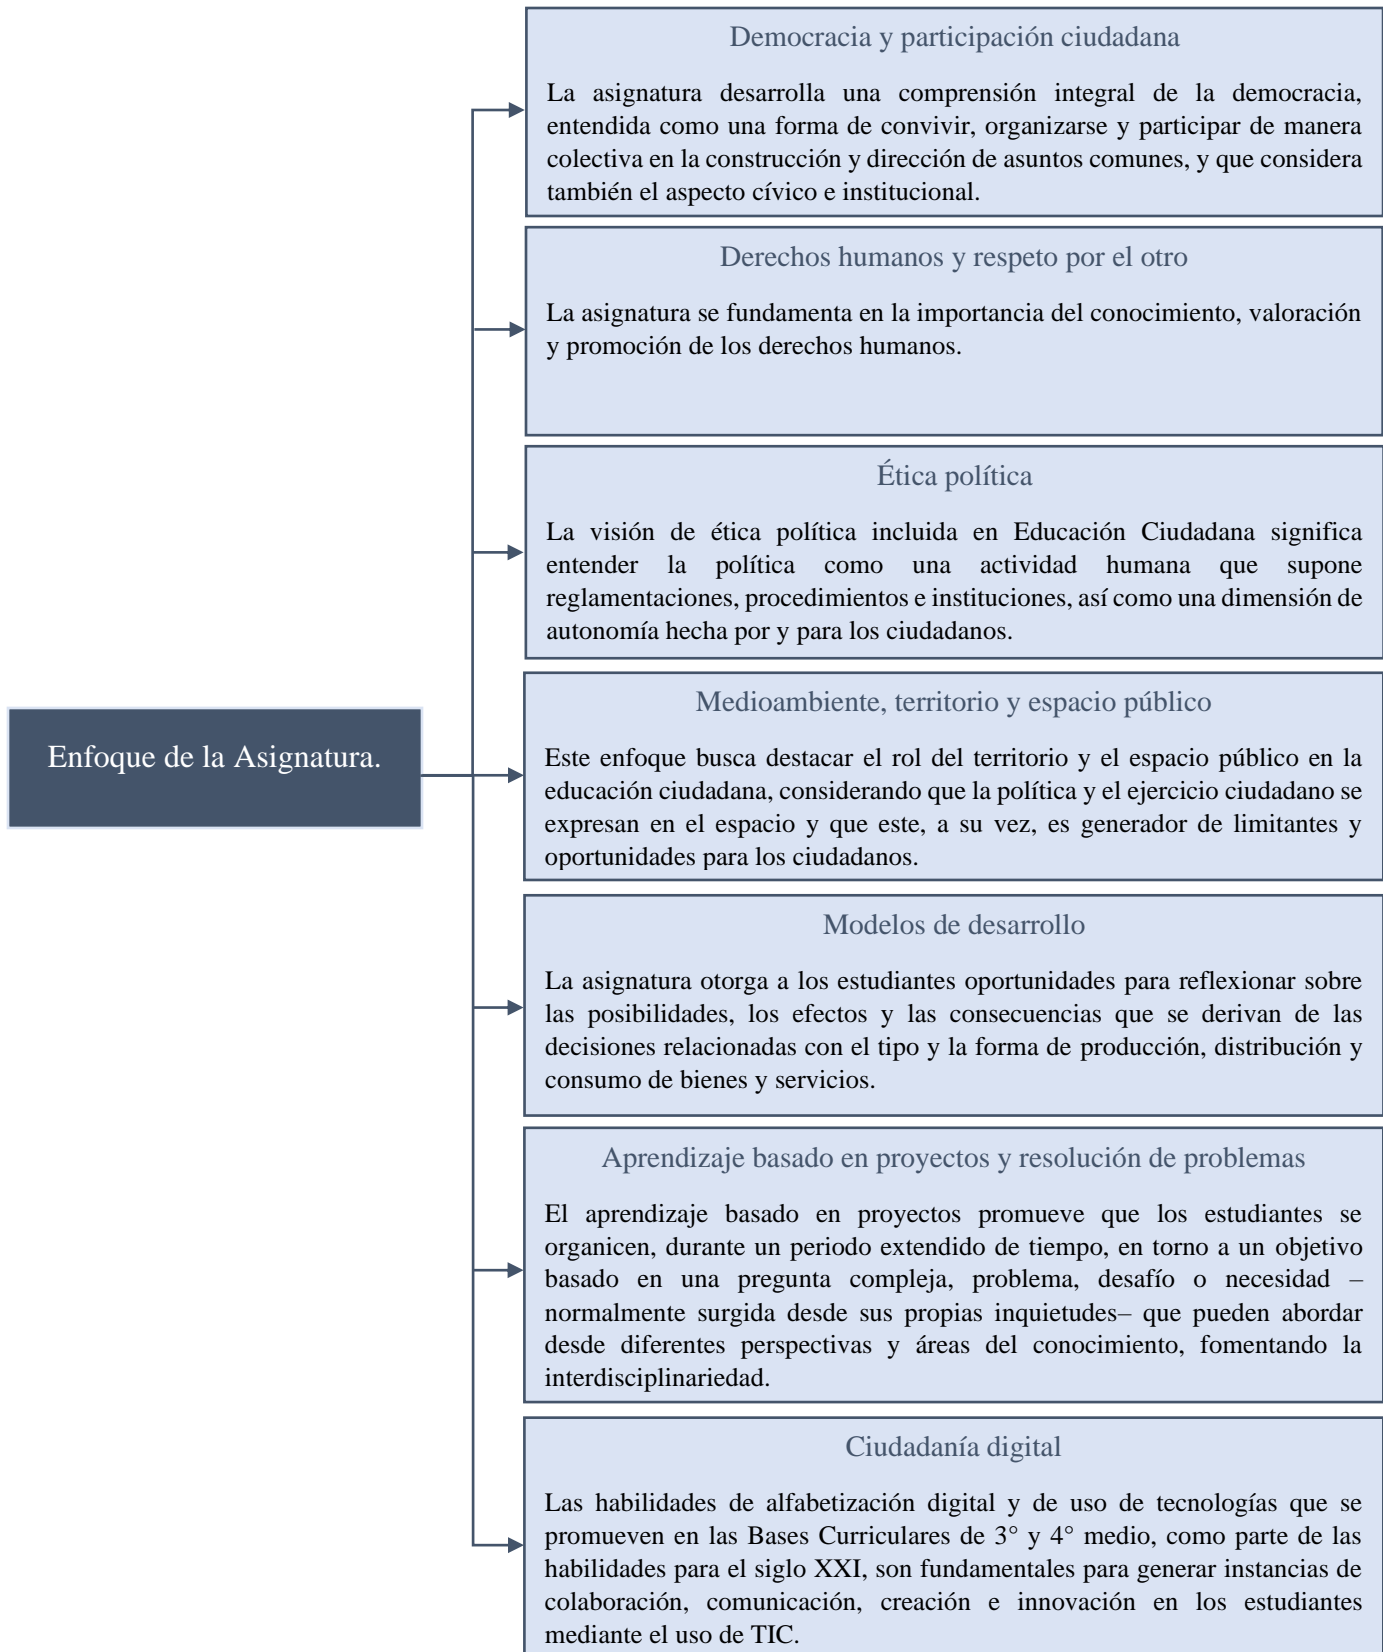 Democracia y participación ciudadana
La asignatura desarrolla una comprensión integral de la democracia,
entendida como una forma de convivir, organizarse y participar de manera
colectiva en la construcción y dirección de asuntos comunes, y que considera
también el aspecto cívico e institucional.
Derechos humanos y respeto por el otro
La asignatura se fundamenta en la importancia del conocimiento, valoración
y promoción de los derechos humanos.
Ética política
La visión de ética política incluida en Educación Ciudadana significa
entender la política como una actividad humana que supone
reglamentaciones, procedimientos e instituciones, así como una dimensión de
autonomía hecha por y para los ciudadanos.
Enfoque de la Asignatura.
Medioambiente, territorio y espacio público
Este enfoque busca destacar el rol del territorio y el espacio público en la
educación ciudadana, considerando que la política y el ejercicio ciudadano se
expresan en el espacio y que este, a su vez, es generador de limitantes y
oportunidades para los ciudadanos.
Modelos de desarrollo
La asignatura otorga a los estudiantes oportunidades para reflexionar sobre
las posibilidades, los efectos y las consecuencias que se derivan de las
decisiones relacionadas con el tipo y la forma de producción, distribución y
consumo de bienes y servicios.
Aprendizaje basado en proyectos y resolución de problemas
El aprendizaje basado en proyectos promueve que los estudiantes se
organicen, durante un periodo extendido de tiempo, en torno a un objetivo
basado en una pregunta compleja, problema, desafío o necesidad –
normalmente surgida desde sus propias inquietudes– que pueden abordar
desde diferentes perspectivas y áreas del conocimiento, fomentando la
interdisciplinariedad.
Ciudadanía digital
Las habilidades de alfabetización digital y de uso de tecnologías que se
promueven en las Bases Curriculares de 3° y 4° medio, como parte de las
habilidades para el siglo XXI, son fundamentales para generar instancias de
colaboración, comunicación, creación e innovación en los estudiantes
mediante el uso de TIC.